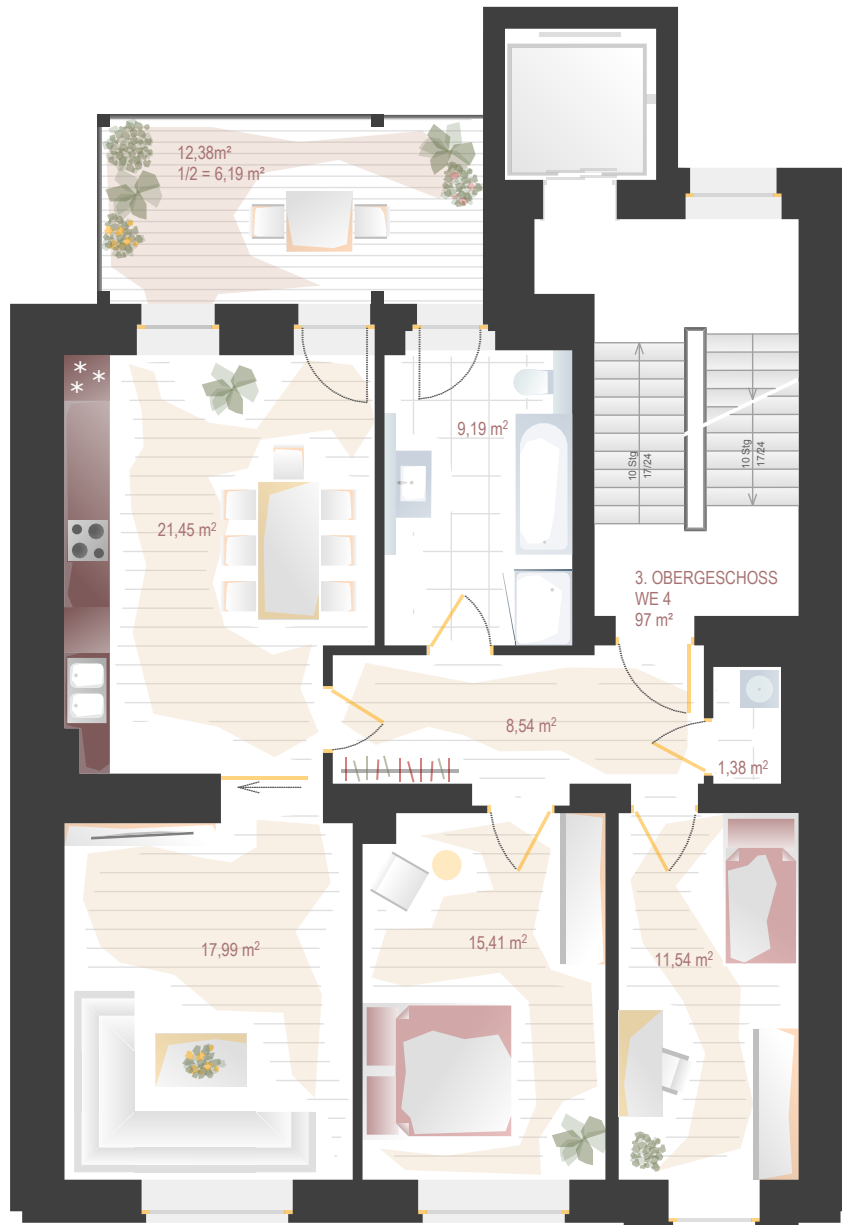 12,38m²
1/2 = 6,19 m²
9,19 m²
21,45 m²
10 Stg
17/24
10 Stg
17/24
3. OBERGESCHOSS
WE 4
97 m²
8,54 m²
1,38 m²
17,99 m²
15,41 m²
11,54 m²